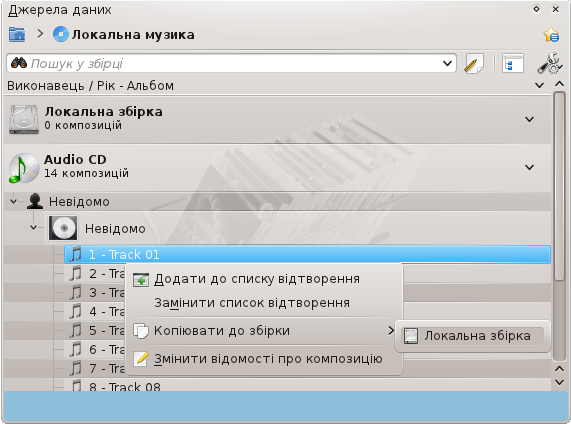 Джерела даних
Локальна музика
Пошук у збірці
Виконавець / Рік - Альбом
Локальна збірка
0 композицій
Audio CD
14 композицій
Невідомо
Невідомо
1 - Track 01
2 - Tra
3 - Tra
4 - Tra
5 - Tra
6 - Tra
7 - Tra
8 - Track 08
Додати до списку відтворення
Замінити список відтворення
Копіювати до збірки
Локальна збірка
Змінити відомості про композицію